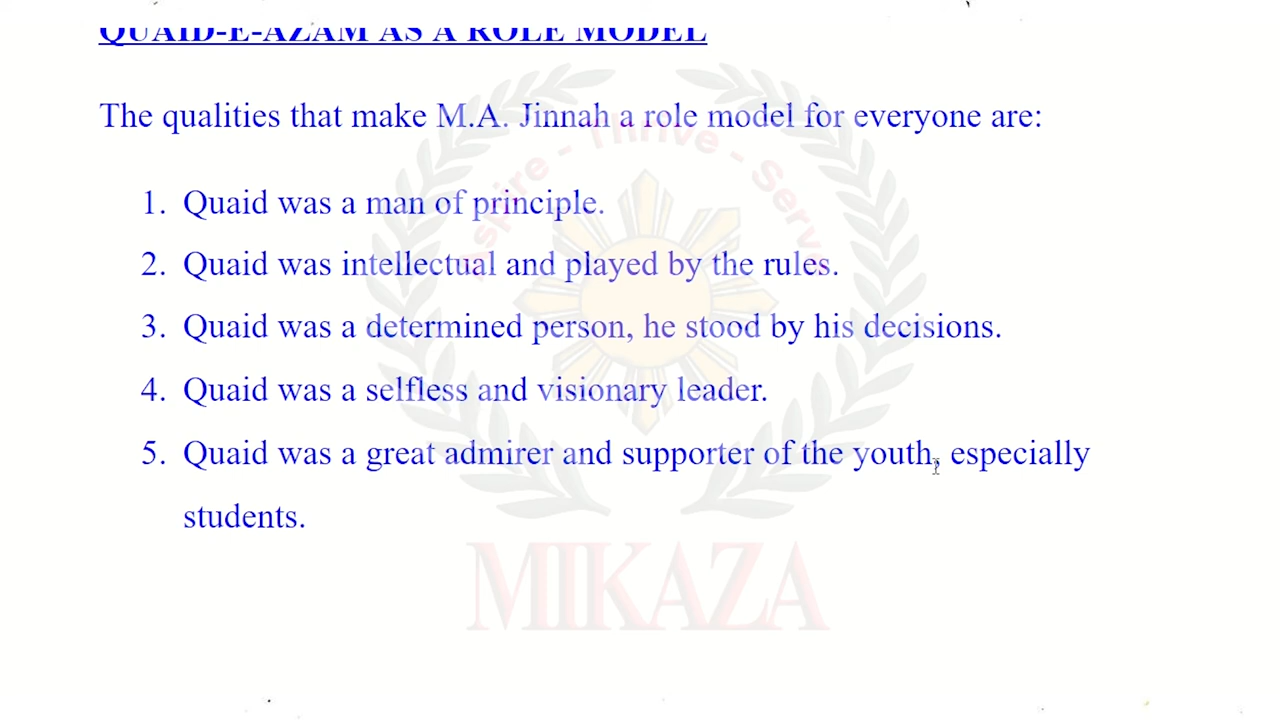 QUAID-E-AZAM AS A ROLE MODEL
The qualities that make M.A. Jinnah a role model for everyone are:
Aspire - Thrive - Serve
1. Quaid was a man of principle.
2. Quaid was intellectual and played by the rules.
3. Quaid was a determined person, he stood by his decisions.
4. Quaid was a selfless and visionary leader.
5. Quaid was a great admirer and supporter of the youth, especially
students.
MIKAZA